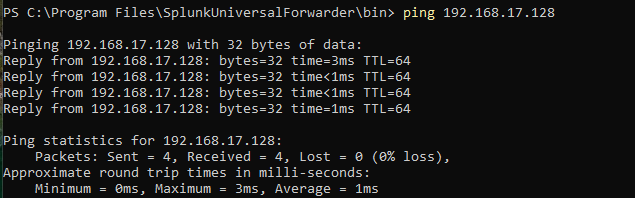 PS C:\Program Files\SplunkUniversalForwarder\bin> ping 192.168.17.128
Pinging 192.168.17.128 with 32 bytes of data:
Reply from 192.168.17.128: bytes=32 time=3ms TTL=64
Reply from 192.168.17.128: bytes=32 time<1ms TTL=64
Reply from 192.168.17.128: bytes=32 time<1ms TTL=64
Reply from 192.168.17.128: bytes=32 time=1ms TTL=64
Ping statistics for 192.168.17.128:
    Packets: Sent = 4, Received = 4, Lost = 0 (0% loss),
Approximate round trip times in milli-seconds:
    Minimum = 0ms, Maximum = 3ms, Average = 1ms